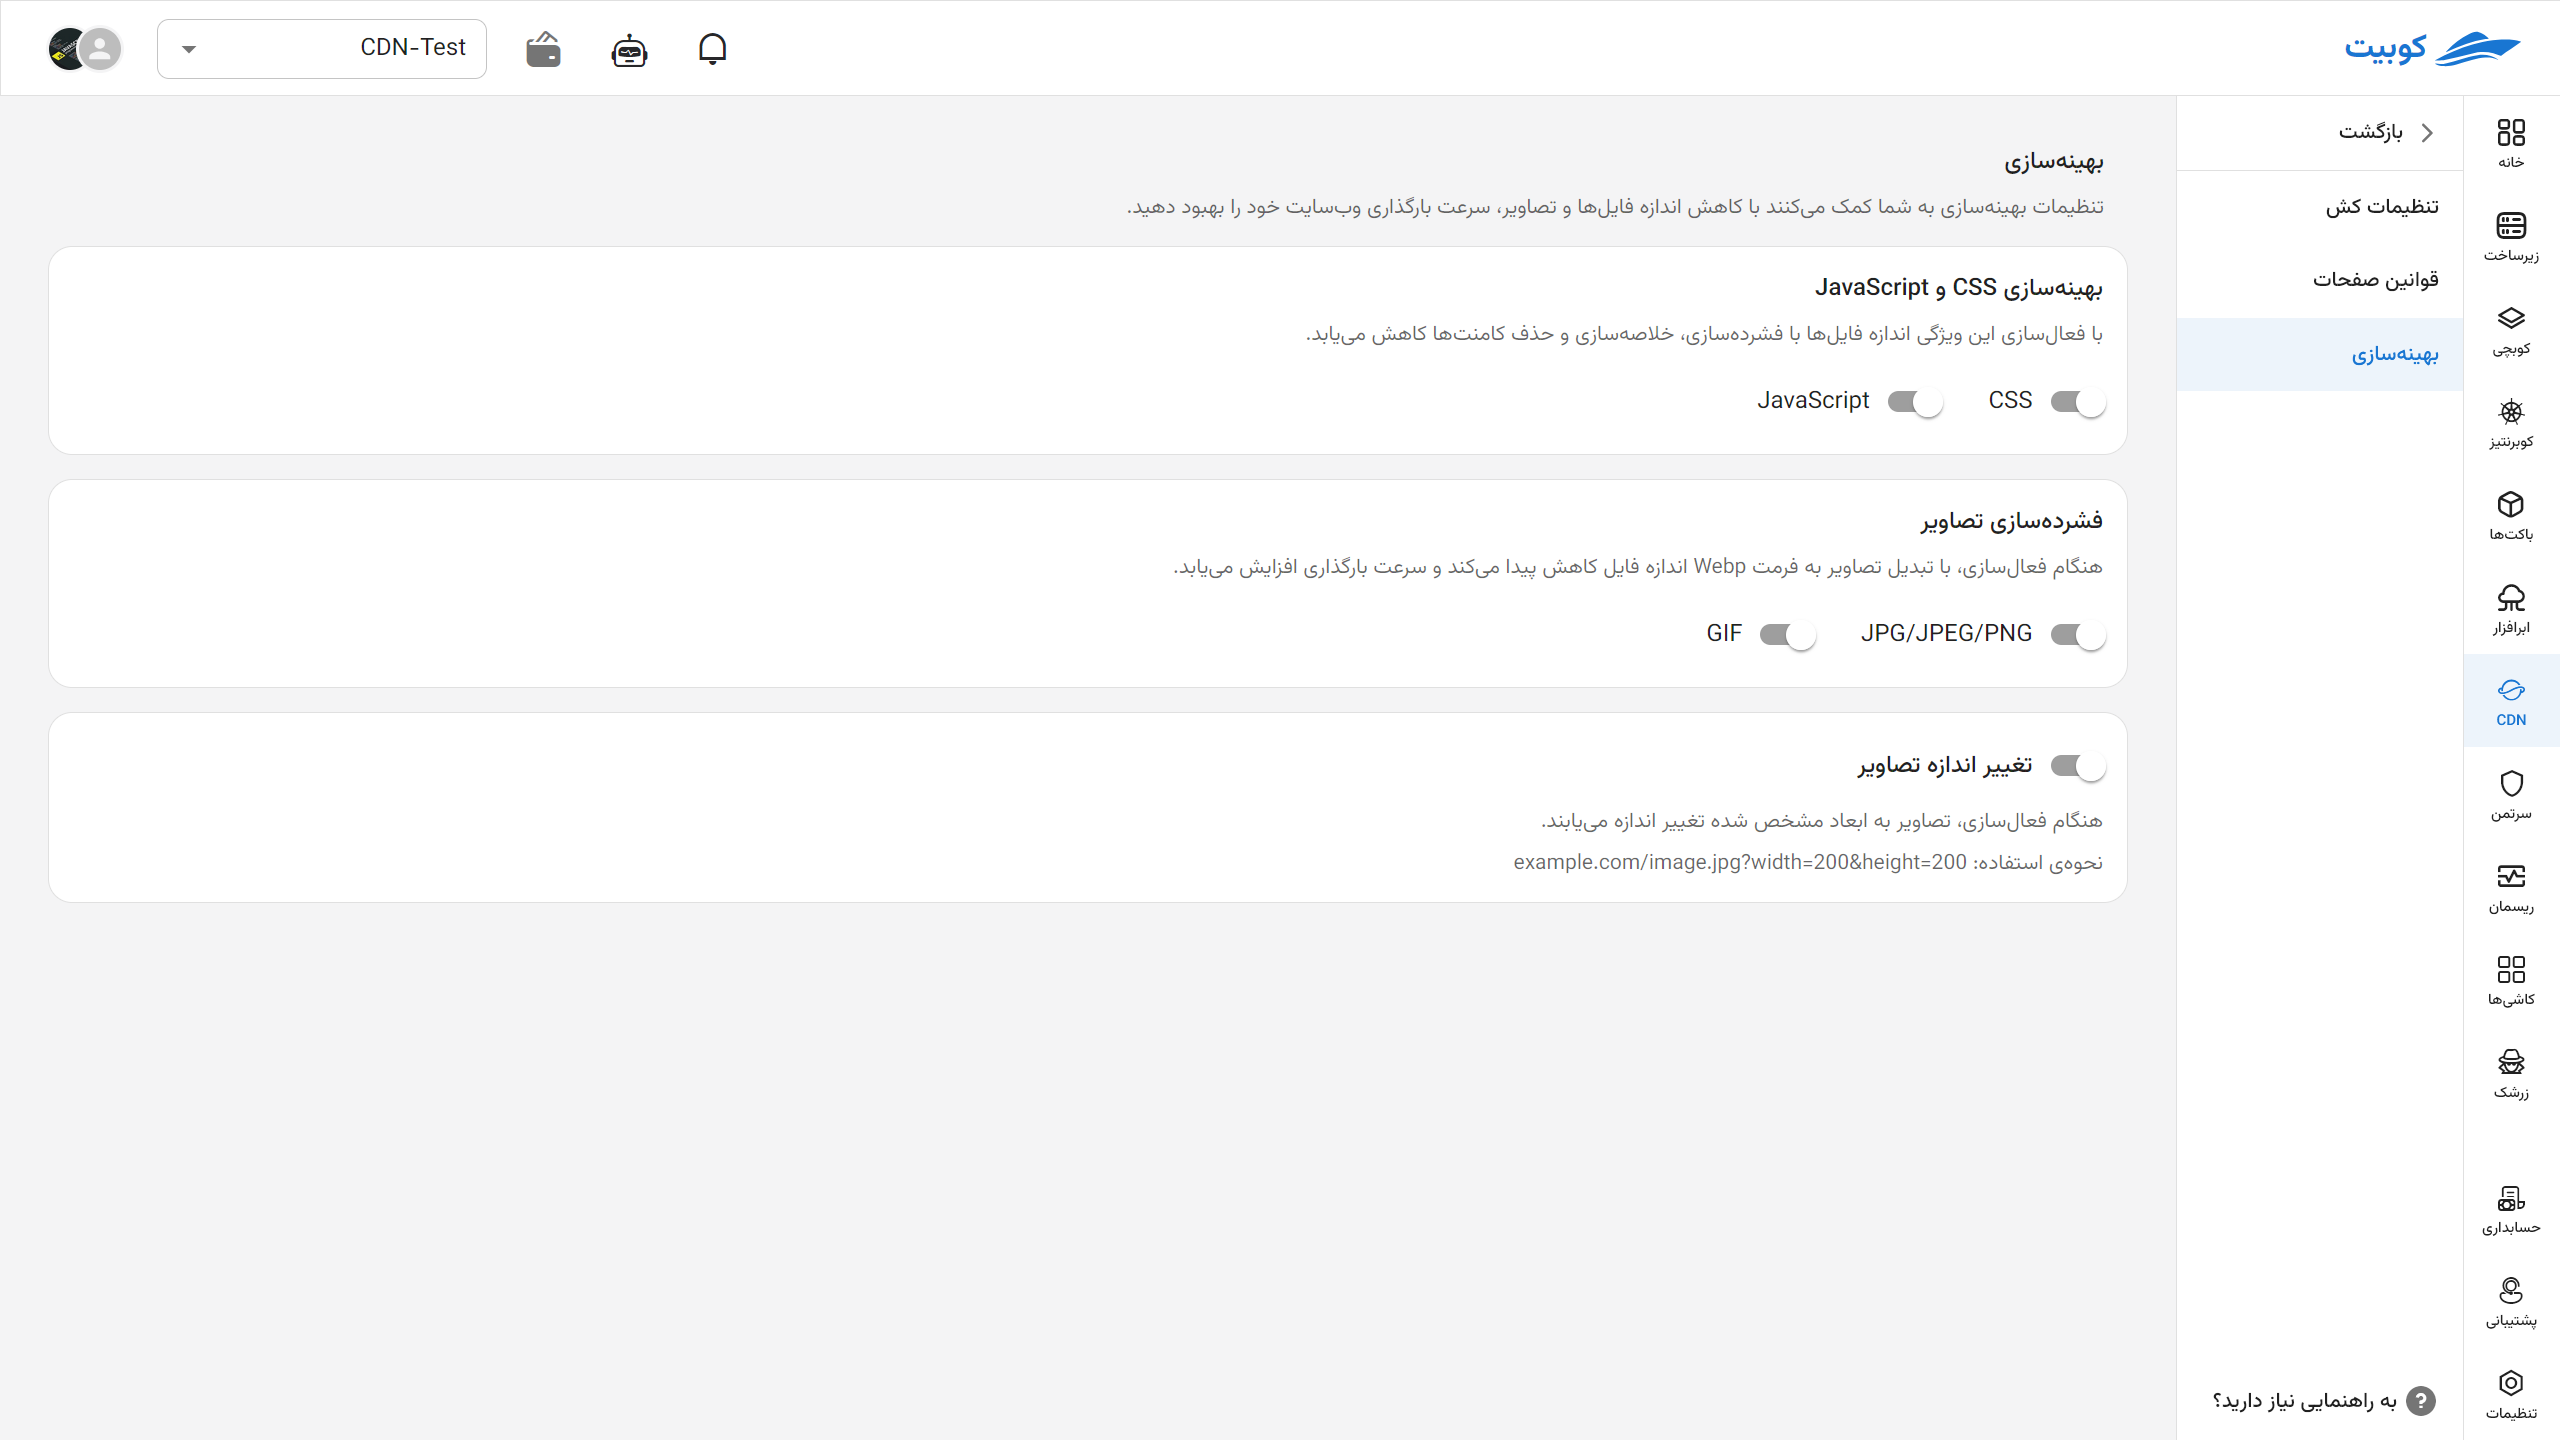 کوبیت
CDN-Test
خانه
زیرساخت
کوبچی
کوبرنتیز
باکت‌ها
ابرافزار
CDN
سرتمن
ریسمان
کاشی‌ها
زرشک
حسابداری
پشتیبانی
تنظیمات
بازگشت
تنظیمات کش
قوانین صفحات
بهینه‌سازی
به راهنمایی نیاز دارید؟
بهینه‌سازی
تنظیمات بهینه‌سازی به شما کمک می‌کنند با کاهش اندازه فایل‌ها و تصاویر، سرعت بارگذاری وب‌سایت خود را بهبود دهید.
بهینه‌سازی CSS و JavaScript
با فعال‌سازی این ویژگی اندازه فایل‌ها با فشرده‌سازی، خلاصه‌سازی و حذف کامنت‌ها کاهش می‌یابد.
CSS JavaScript
فشرده‌سازی تصاویر
هنگام فعال‌سازی، با تبدیل تصاویر به فرمت Webp اندازه فایل کاهش پیدا می‌کند و سرعت بارگذاری افزایش می‌یابد.
JPG/JPEG/PNG GIF
تغییر اندازه تصاویر
هنگام فعال‌سازی، تصاویر به ابعاد مشخص شده تغییر اندازه می‌یابند.
نحوه‌ی استفاده: example.com/image.jpg?width=200&height=200